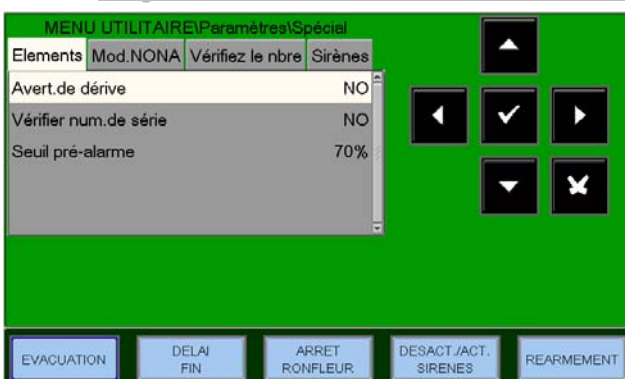 MENU UTILITAIRE\Paramètres\Spécial
Elements Mod.NONA Vérifiez le nbre Sirènes
Avert.de dérive NO
Vérifier num.de série NO
Seuil pré-alarme 70%
EVACUATION DELAI FIN ARRET RONFLEUR DESACT./ACT. SIRENES REARMEMENT